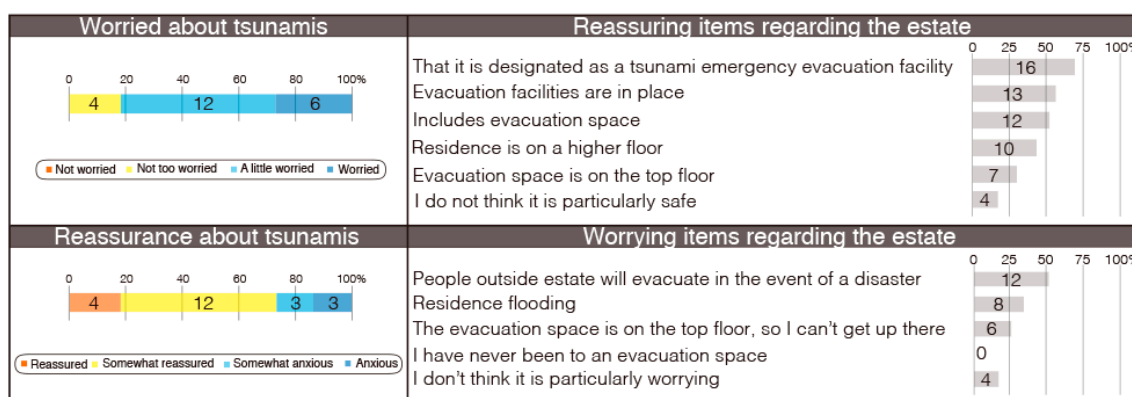 Worried about tsunamis
0 20 40 60 80 100%
4 12 6
Not worried Not too worried A little worried Worried
Reassuring items regarding the estate
0 25 50 75 100%
That it is designated as a tsunami emergency evacuation facility 16
Evacuation facilities are in place 13
Includes evacuation space 12
Residence is on a higher floor 10
Evacuation space is on the top floor 7
I do not think it is particularly safe 4
Reassurance about tsunamis
0 20 40 60 80 100%
4 12 3 3
Reassured Somewhat reassured Somewhat anxious Anxious
Worrying items regarding the estate
0 25 50 75 100%
People outside estate will evacuate in the event of a disaster 12
Residence flooding 8
The evacuation space is on the top floor, so I can't get up there 6
I have never been to an evacuation space 0
I don't think it is particularly worrying 4